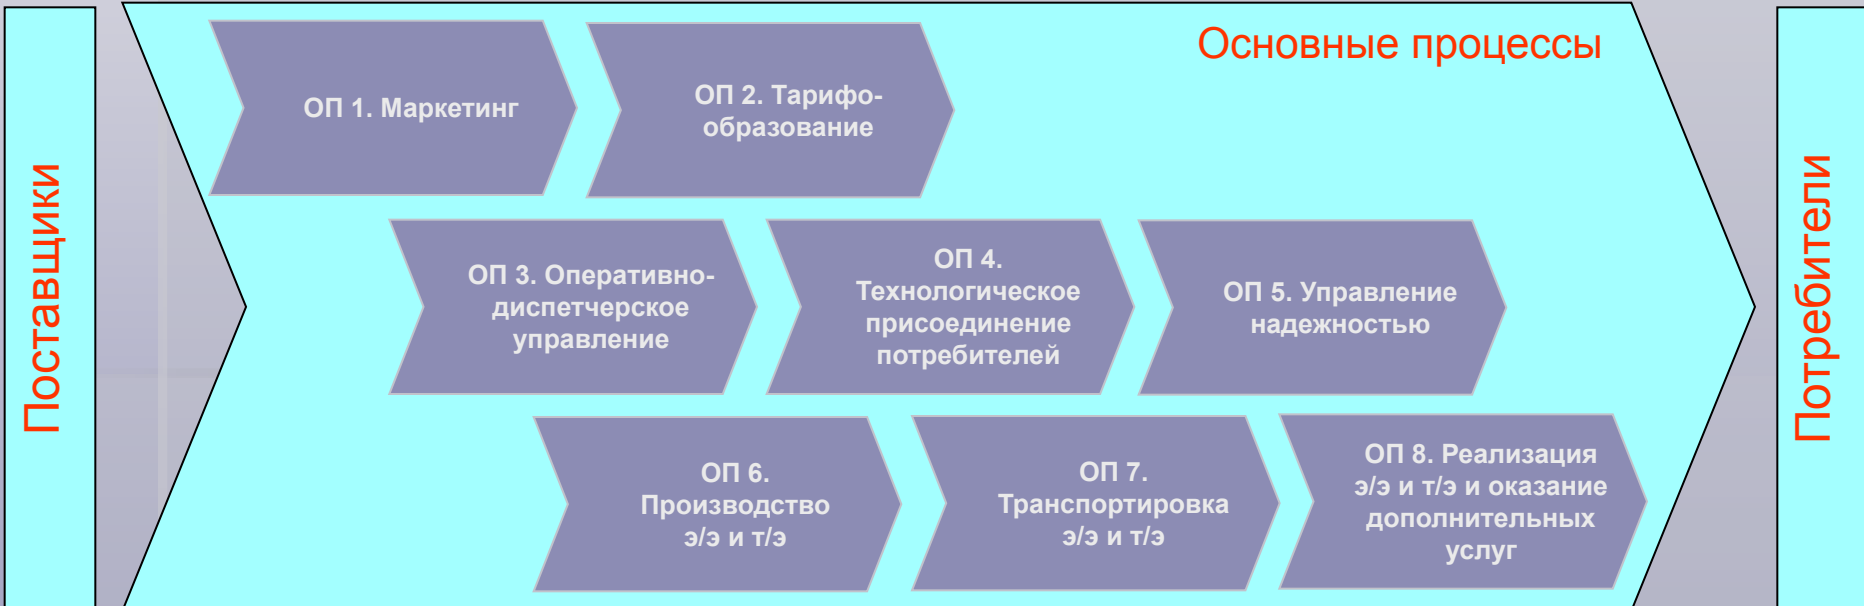 Поставщики
Основные процессы
ОП 1. Маркетинг
ОП 2. Тарифо-
образование
ОП 3. Оперативно-
диспетчерское
управление
ОП 4.
Технологическое
присоединение
потребителей
ОП 5. Управление
надежностью
ОП 6.
Производство
э/э и т/э
ОП 7.
Транспортировка
э/э и т/э
ОП 8. Реализация
э/э и т/э и оказание
дополнительных
услуг
Потребители